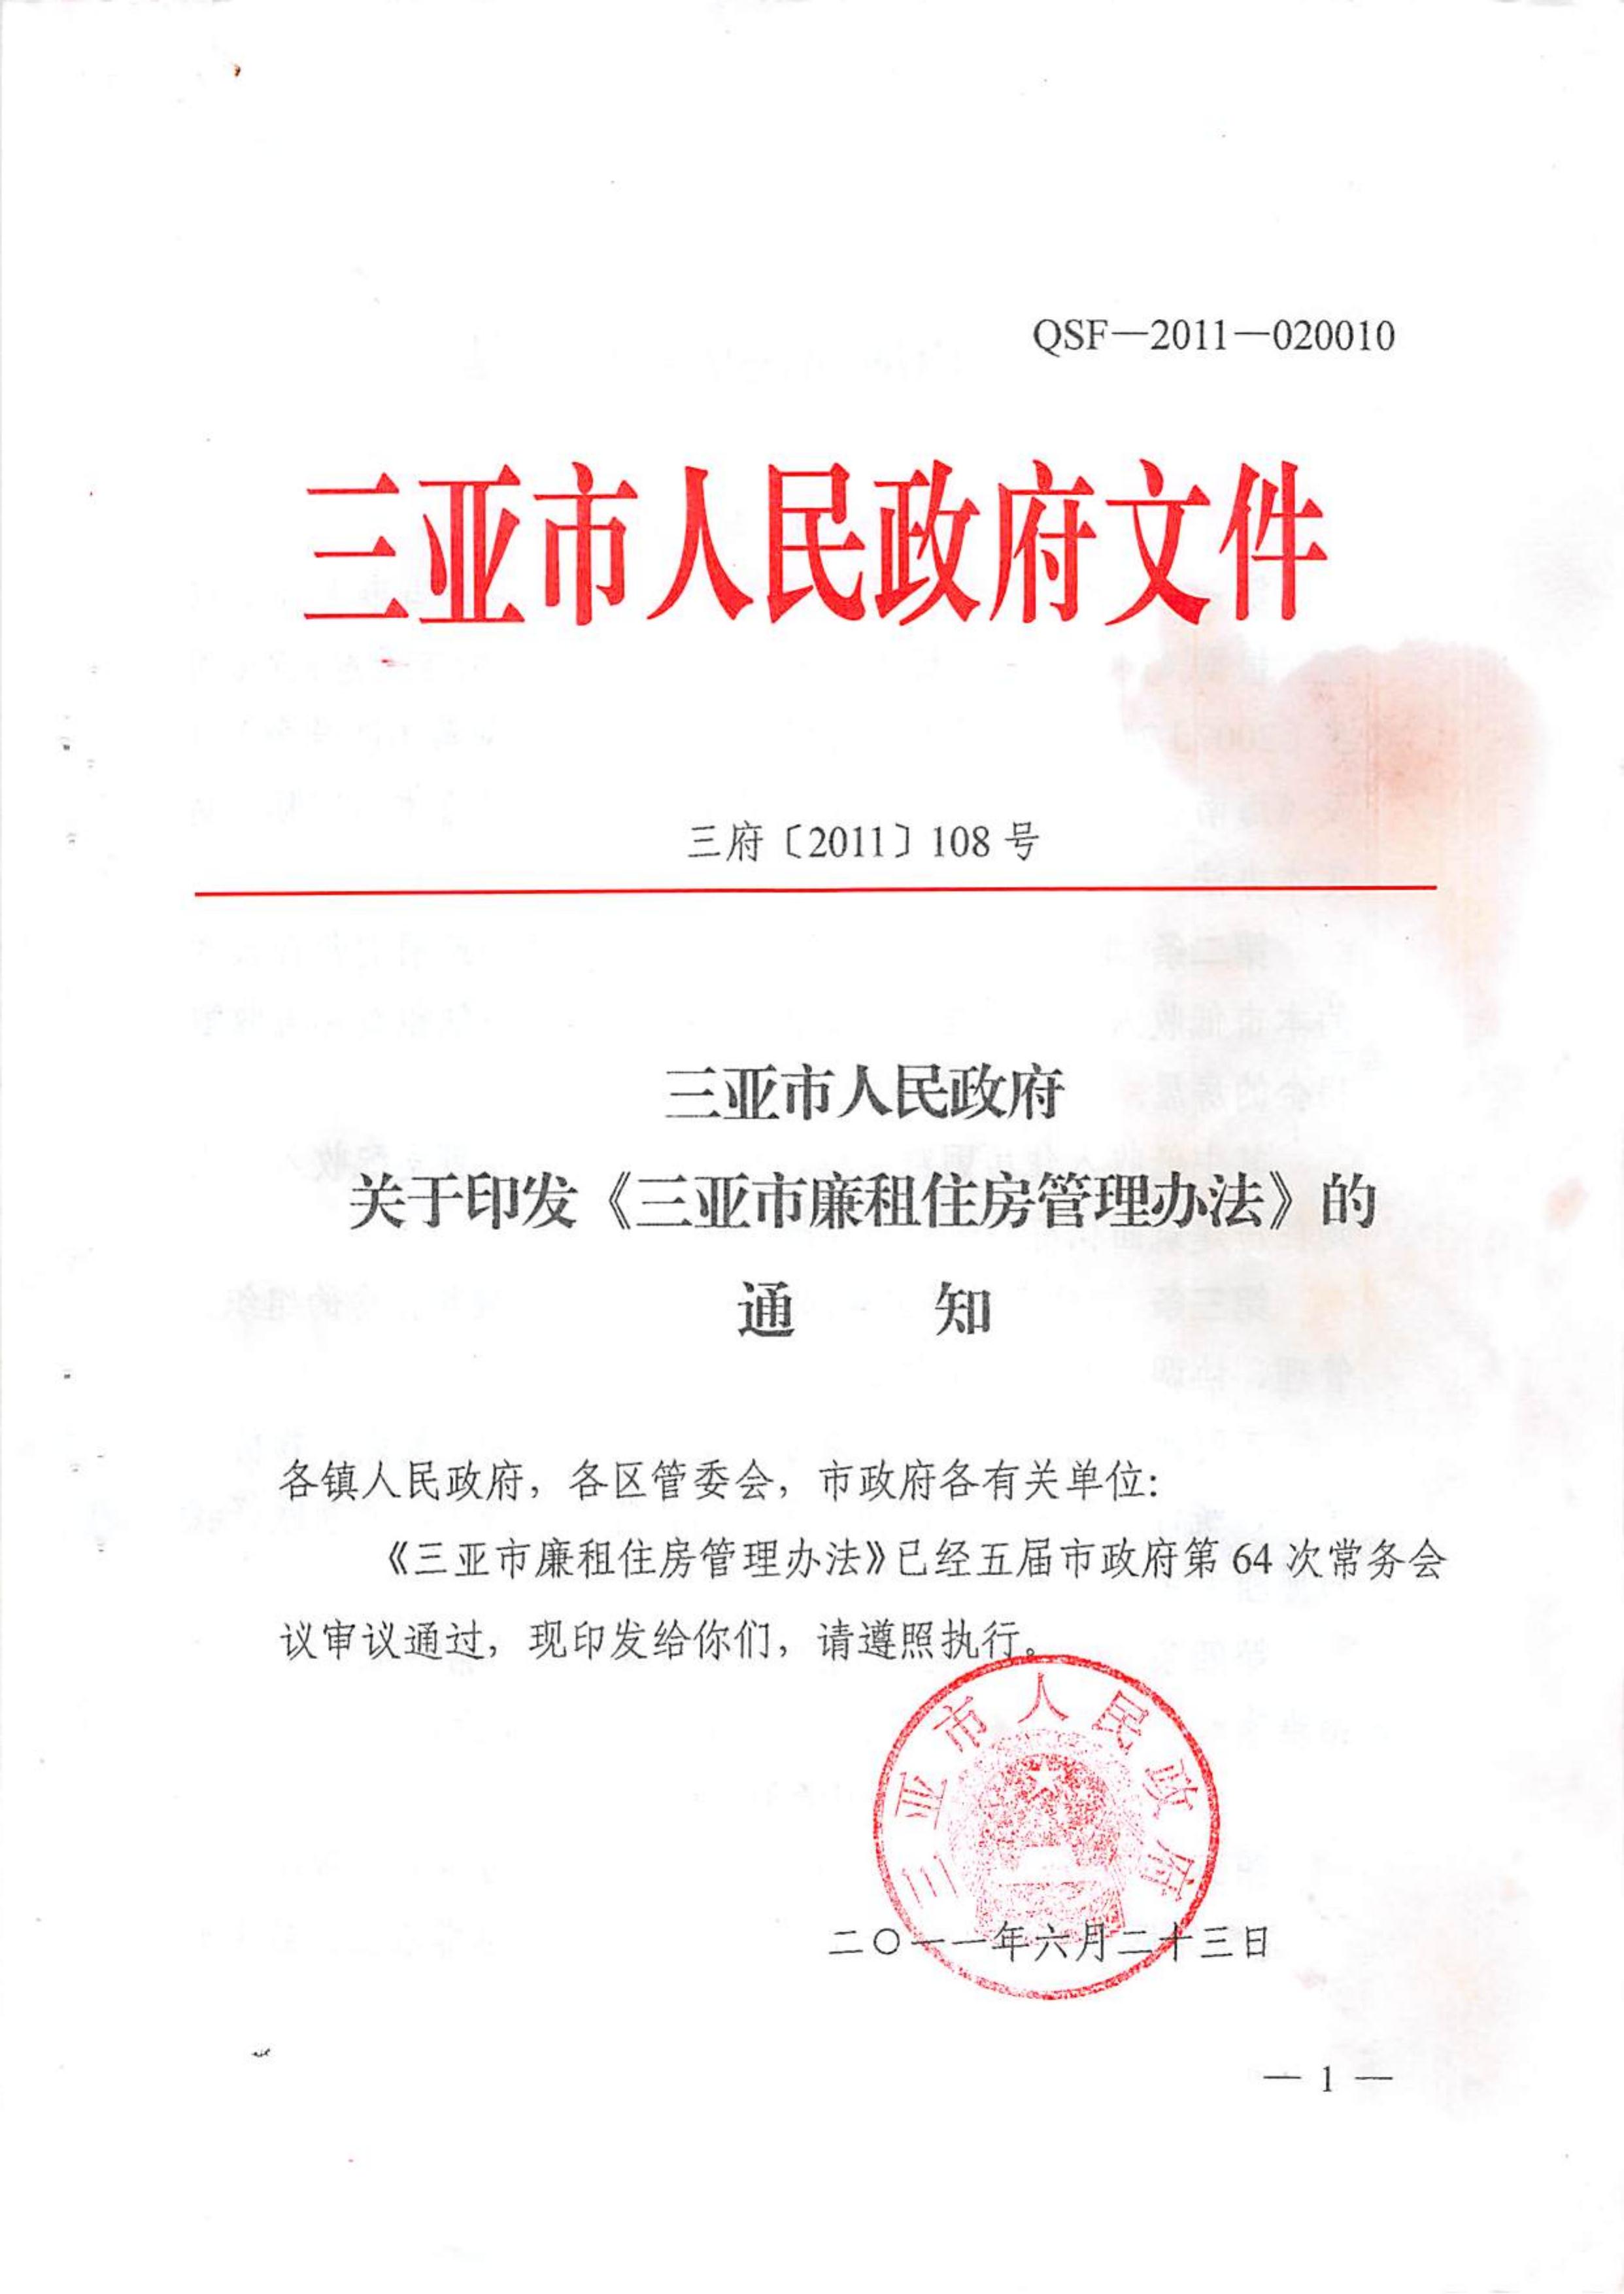 QSF—2011—020010
三亚市人民政府文件
三府〔2011〕108号
三亚市人民政府
关于印发《三亚市廉租住房管理办法》的
通 知
各镇人民政府，各区管委会，市政府各有关单位：
《三亚市廉租住房管理办法》已经五届市政府第64次常务会
议审议通过，现印发给你们，请遵照执行。
三亚市人民政府
二〇一一年六月二十三日
— 1 —